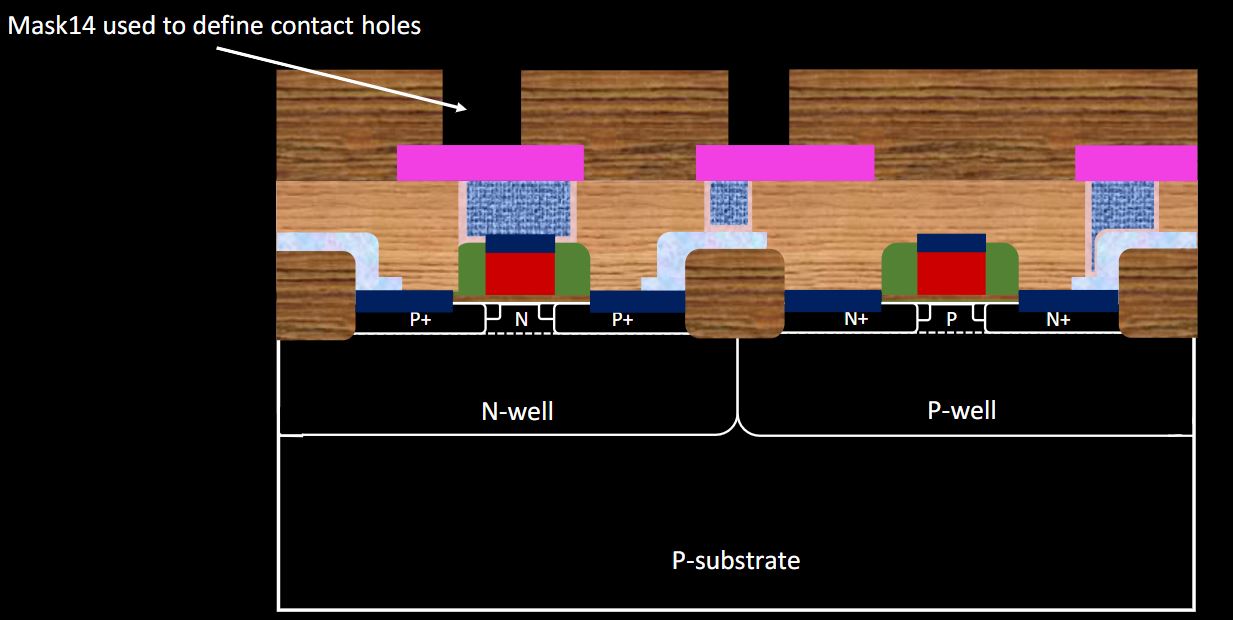 Mask14 used to define contact holes
P+
N
P+
N+
P
N+
N-well
P-well
P-substrate